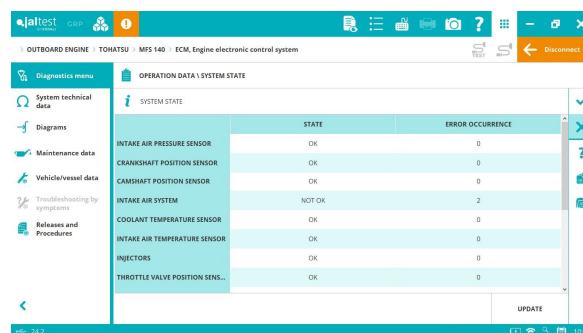 jaltest GRP
OUTBOARD ENGINE > TOHATSU > MFS 140 > ECM, Engine electronic control system
TEST
Disconnect
Diagnostics menu
System technical
data
Diagrams
Maintenance data
Vehicle/vessel data
Troubleshooting by
symptoms
Releases and
Procedures
OPERATION DATA \ SYSTEM STATE
i SYSTEM STATE
STATE ERROR OCCURRENCE
INTAKE AIR PRESSURE SENSOR OK 0
CRANKSHAFT POSITION SENSOR OK 0
CAMSHAFT POSITION SENSOR OK 0
INTAKE AIR SYSTEM NOT OK 2
COOLANT TEMPERATURE SENSOR OK 0
INTAKE AIR TEMPERATURE SENSOR OK 0
INJECTORS OK 0
THROTTLE VALVE POSITION SENS... OK 0
UPDATE
24.2